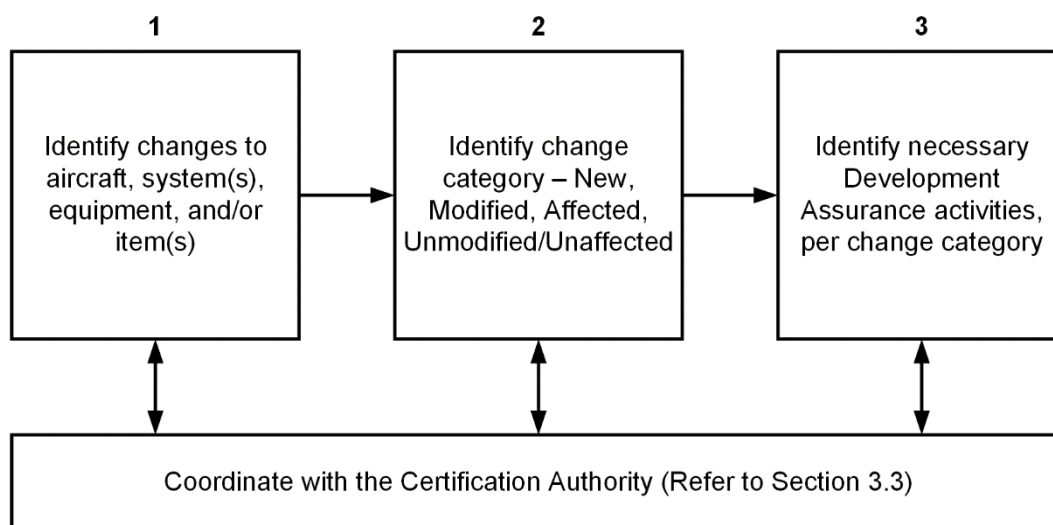 1
2
3
Identify changes to
aircraft, system(s),
equipment, and/or
item(s)
Identify change
category – New,
Modified, Affected,
Unmodified/Unaffected
Identify necessary
Development
Assurance activities,
per change category
Coordinate with the Certification Authority (Refer to Section 3.3)